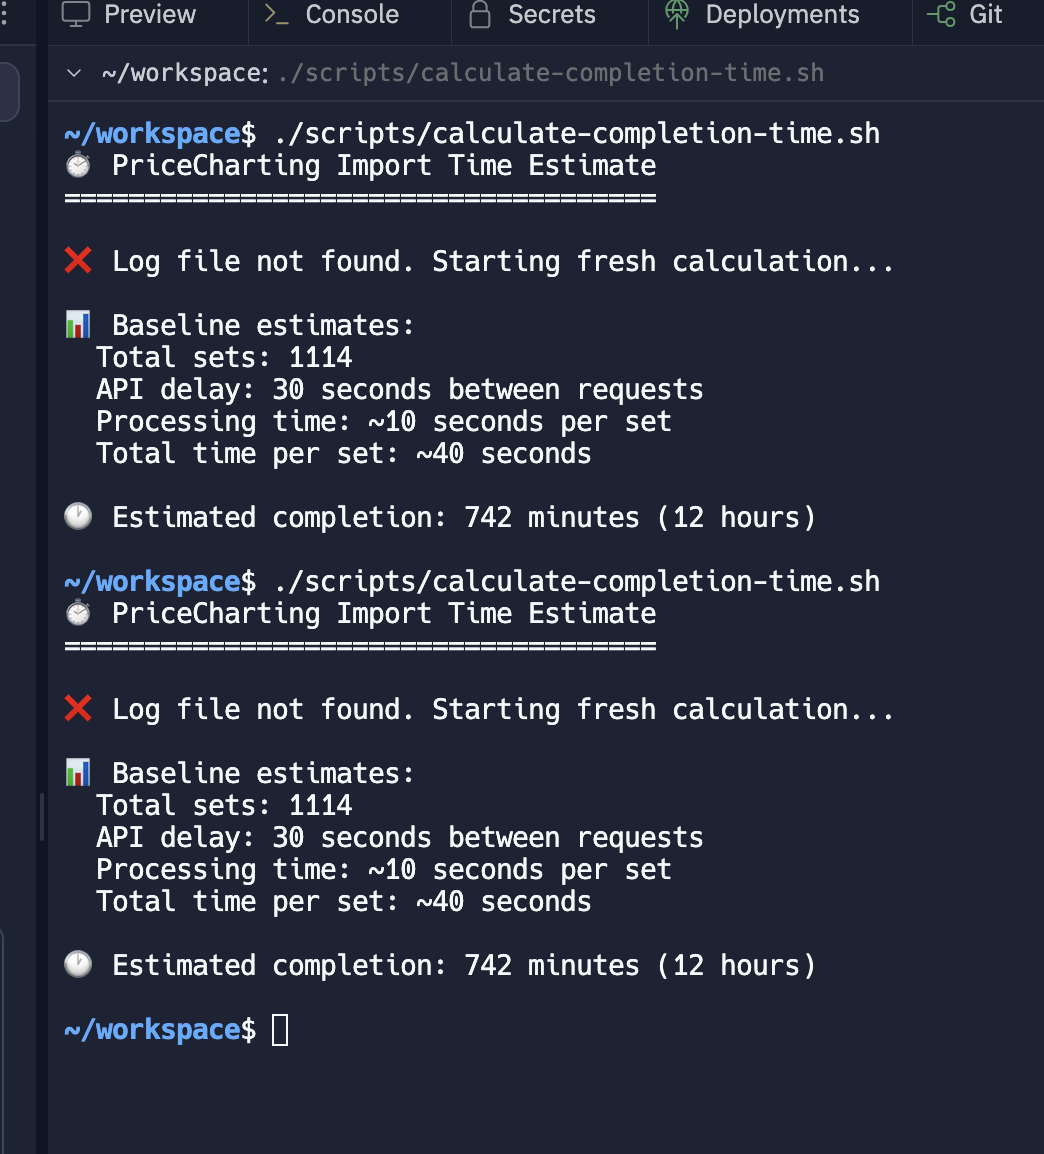 Preview Console Secrets Deployments Git
~/workspace: ./scripts/calculate-completion-time.sh
~/workspace$ ./scripts/calculate-completion-time.sh
⏱️ PriceCharting Import Time Estimate
=====================================
❌ Log file not found. Starting fresh calculation...
📊 Baseline estimates:
Total sets: 1114
API delay: 30 seconds between requests
Processing time: ~10 seconds per set
Total time per set: ~40 seconds
🕐 Estimated completion: 742 minutes (12 hours)
~/workspace$ ./scripts/calculate-completion-time.sh
⏱️ PriceCharting Import Time Estimate
=====================================
❌ Log file not found. Starting fresh calculation...
📊 Baseline estimates:
Total sets: 1114
API delay: 30 seconds between requests
Processing time: ~10 seconds per set
Total time per set: ~40 seconds
🕐 Estimated completion: 742 minutes (12 hours)
~/workspace$